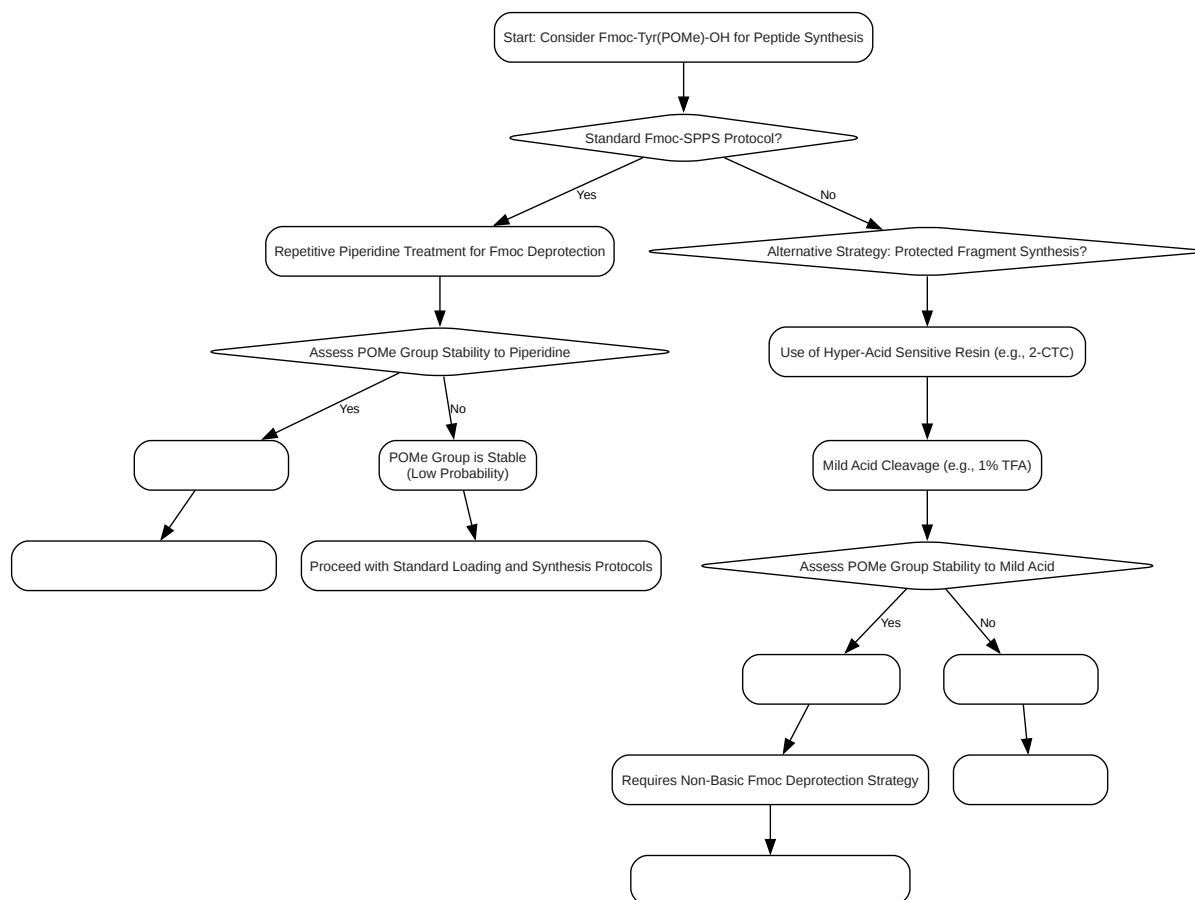 Start: Consider Fmoc-Tyr(POMe)-OH for Peptide Synthesis
Standard Fmoc-SPPS Protocol?
Yes
No
Repetitive Piperidine Treatment for Fmoc Deprotection
Alternative Strategy: Protected Fragment Synthesis?
Assess POMe Group Stability to Piperidine
Use of Hyper-Acid Sensitive Resin (e.g., 2-CTC)
Yes
No
POMe Group is Stable
(Low Probability)
Mild Acid Cleavage (e.g., 1% TFA)
Proceed with Standard Loading and Synthesis Protocols
Assess POMe Group Stability to Mild Acid
Yes
No
Requires Non-Basic Fmoc Deprotection Strategy